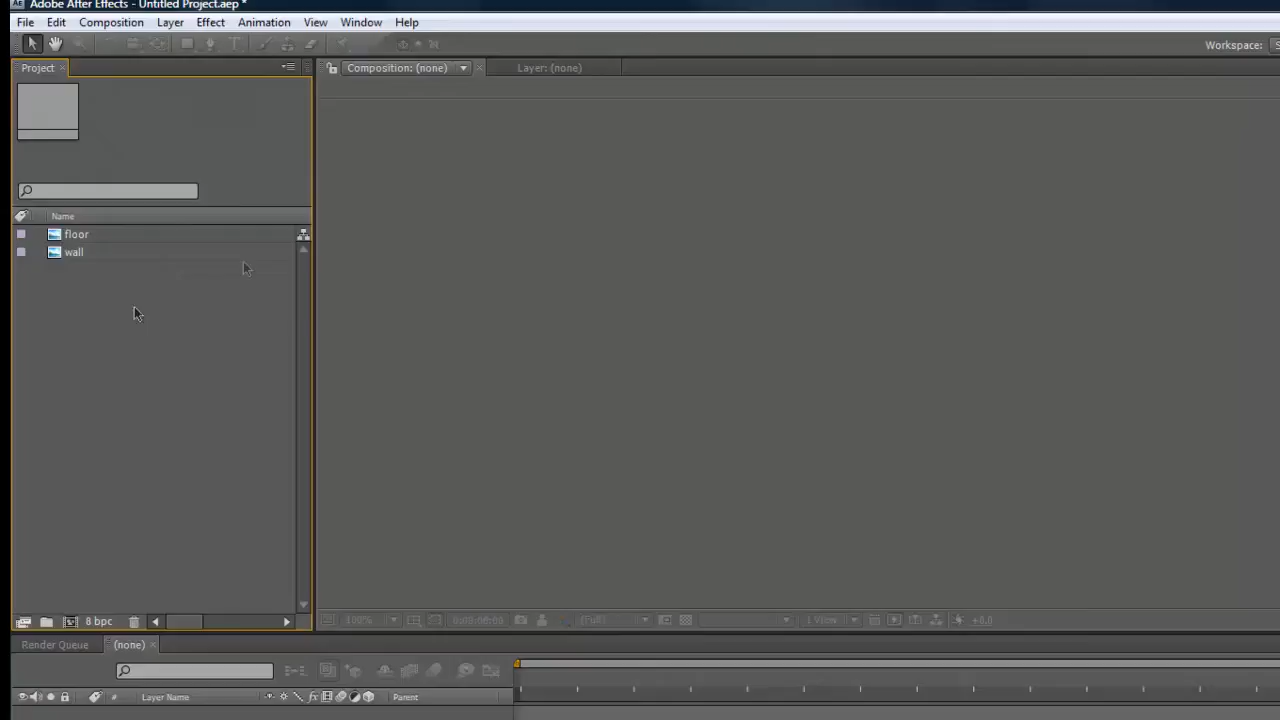 Adobe After Effects - Untitled Project.aep *
File Edit Composition Layer Effect Animation View Window Help
Workspace: S
Project
Composition: (none)
Layer: (none)
Name
floor
wall
8 bpc
100%
0:00:00:00
(Full)
1 View
+0.0
Render Queue
(none)
# Layer Name
Parent